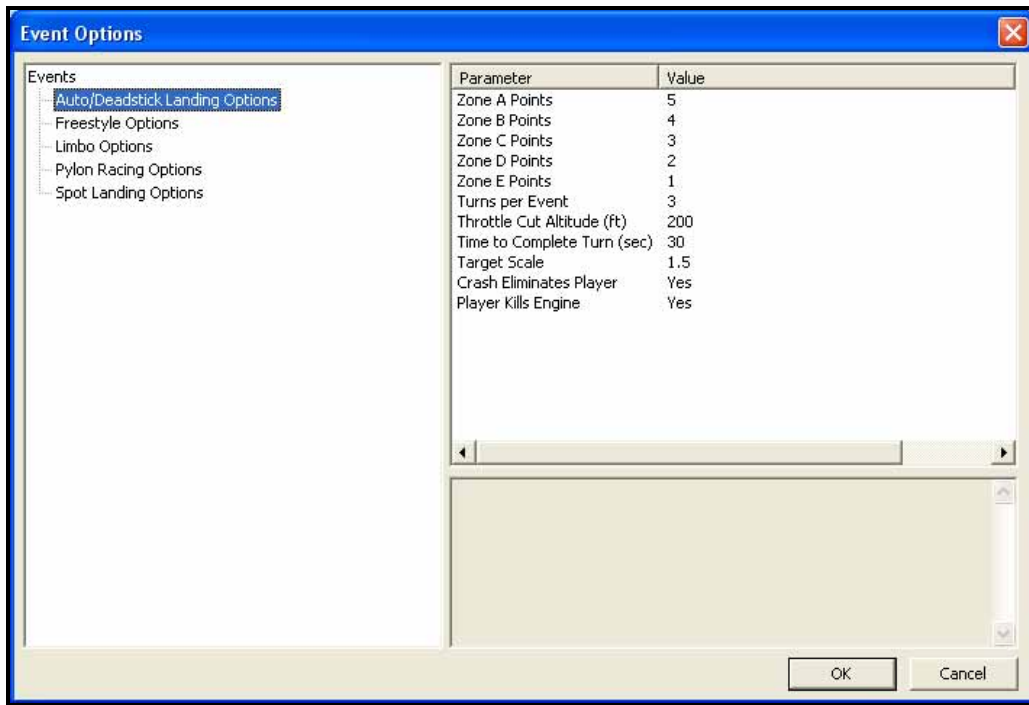 Event Options
Events
Auto/Deadstick Landing Options
Freestyle Options
Limbo Options
Pylon Racing Options
Spot Landing Options
Parameter Value
Zone A Points 5
Zone B Points 4
Zone C Points 3
Zone D Points 2
Zone E Points 1
Turns per Event 3
Throttle Cut Altitude (ft) 200
Time to Complete Turn (sec) 30
Target Scale 1.5
Crash Eliminates Player Yes
Player Kills Engine Yes
OK Cancel